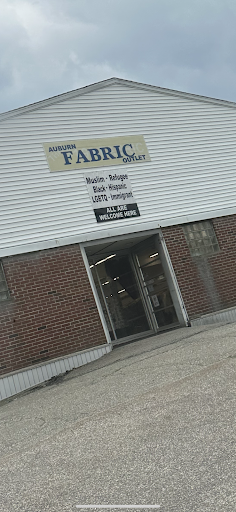 AUBURN
FABRIC
OUTLET
Muslim - Refugee
Black - Hispanic
LGBTQ - Immigrant
ALL ARE
WELCOME HERE